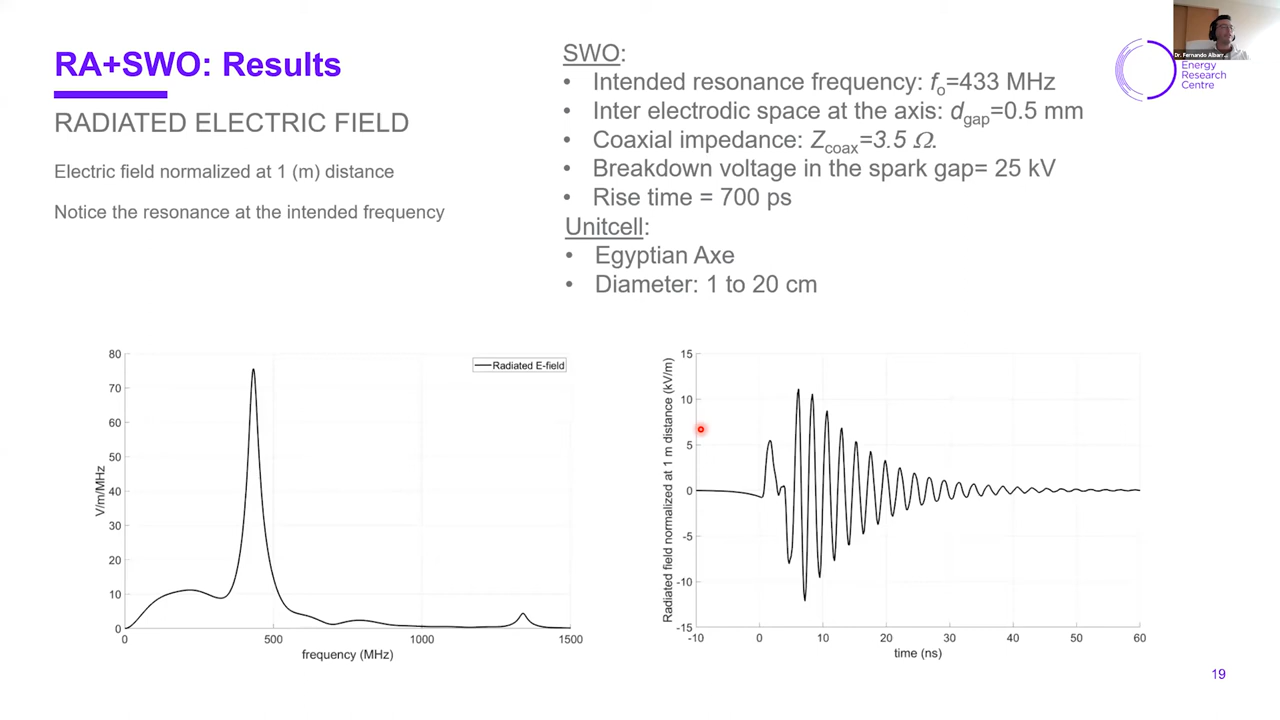 RA+SWO: Results
RADIATED ELECTRIC FIELD
Electric field normalized at 1 (m) distance
Notice the resonance at the intended frequency
SWO:
• Intended resonance frequency: fo=433 MHz
• Inter electrodic space at the axis: dgap=0.5 mm
• Coaxial impedance: Zcoax=3.5 Ω.
• Breakdown voltage in the spark gap= 25 kV
• Rise time = 700 ps
Unitcell:
• Egyptian Axe
• Diameter: 1 to 20 cm
Dr. Fernando Albarr...
Energy
Research
Centre
80
70
60
50
40
30
20
10
0
V/m/MHz
Radiated E-field
0 500 1000 1500
frequency (MHz)
15
10
5
0
-5
-10
-15
Radiated field normalized at 1 m distance (kV/m)
-10 0 10 20 30 40 50 60
time (ns)
19